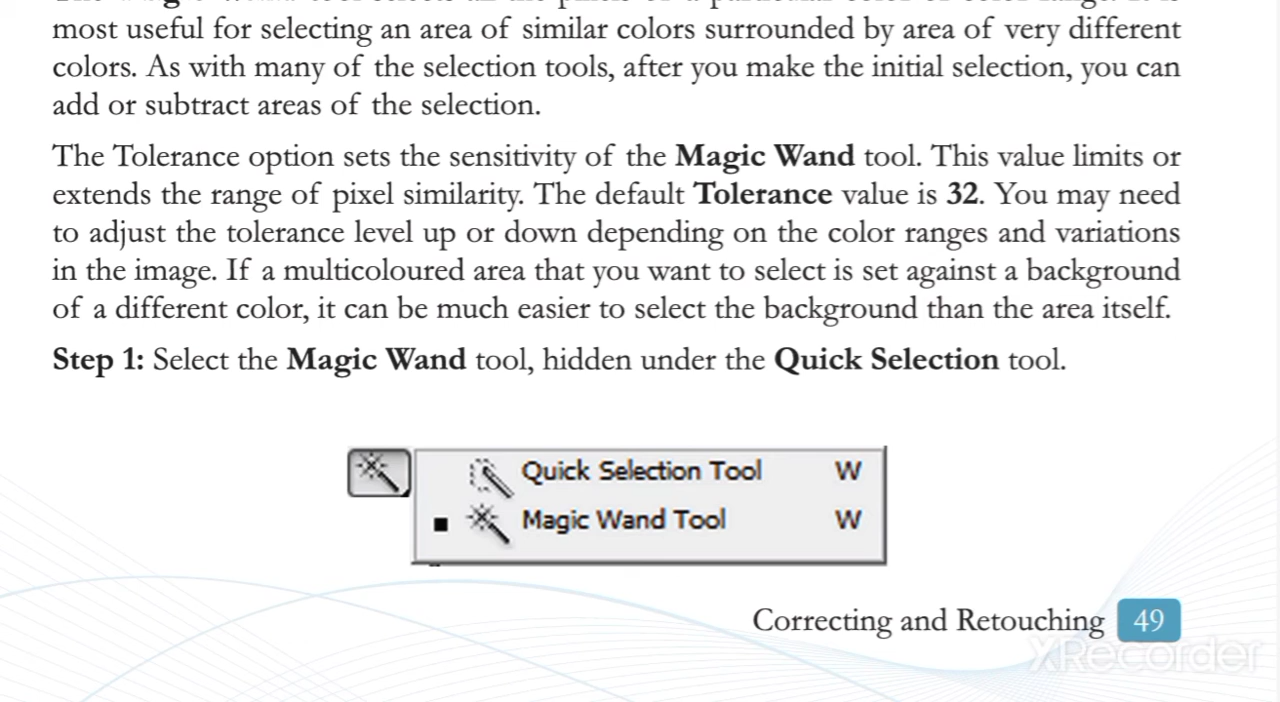 most useful for selecting an area of similar colors surrounded by area of very different
colors. As with many of the selection tools, after you make the initial selection, you can
add or subtract areas of the selection.
The Tolerance option sets the sensitivity of the Magic Wand tool. This value limits or
extends the range of pixel similarity. The default Tolerance value is 32. You may need
to adjust the tolerance level up or down depending on the color ranges and variations
in the image. If a multicoloured area that you want to select is set against a background
of a different color, it can be much easier to select the background than the area itself.
Step 1: Select the Magic Wand tool, hidden under the Quick Selection tool.
Quick Selection Tool W
Magic Wand Tool W
Correcting and Retouching 49
XRecorder